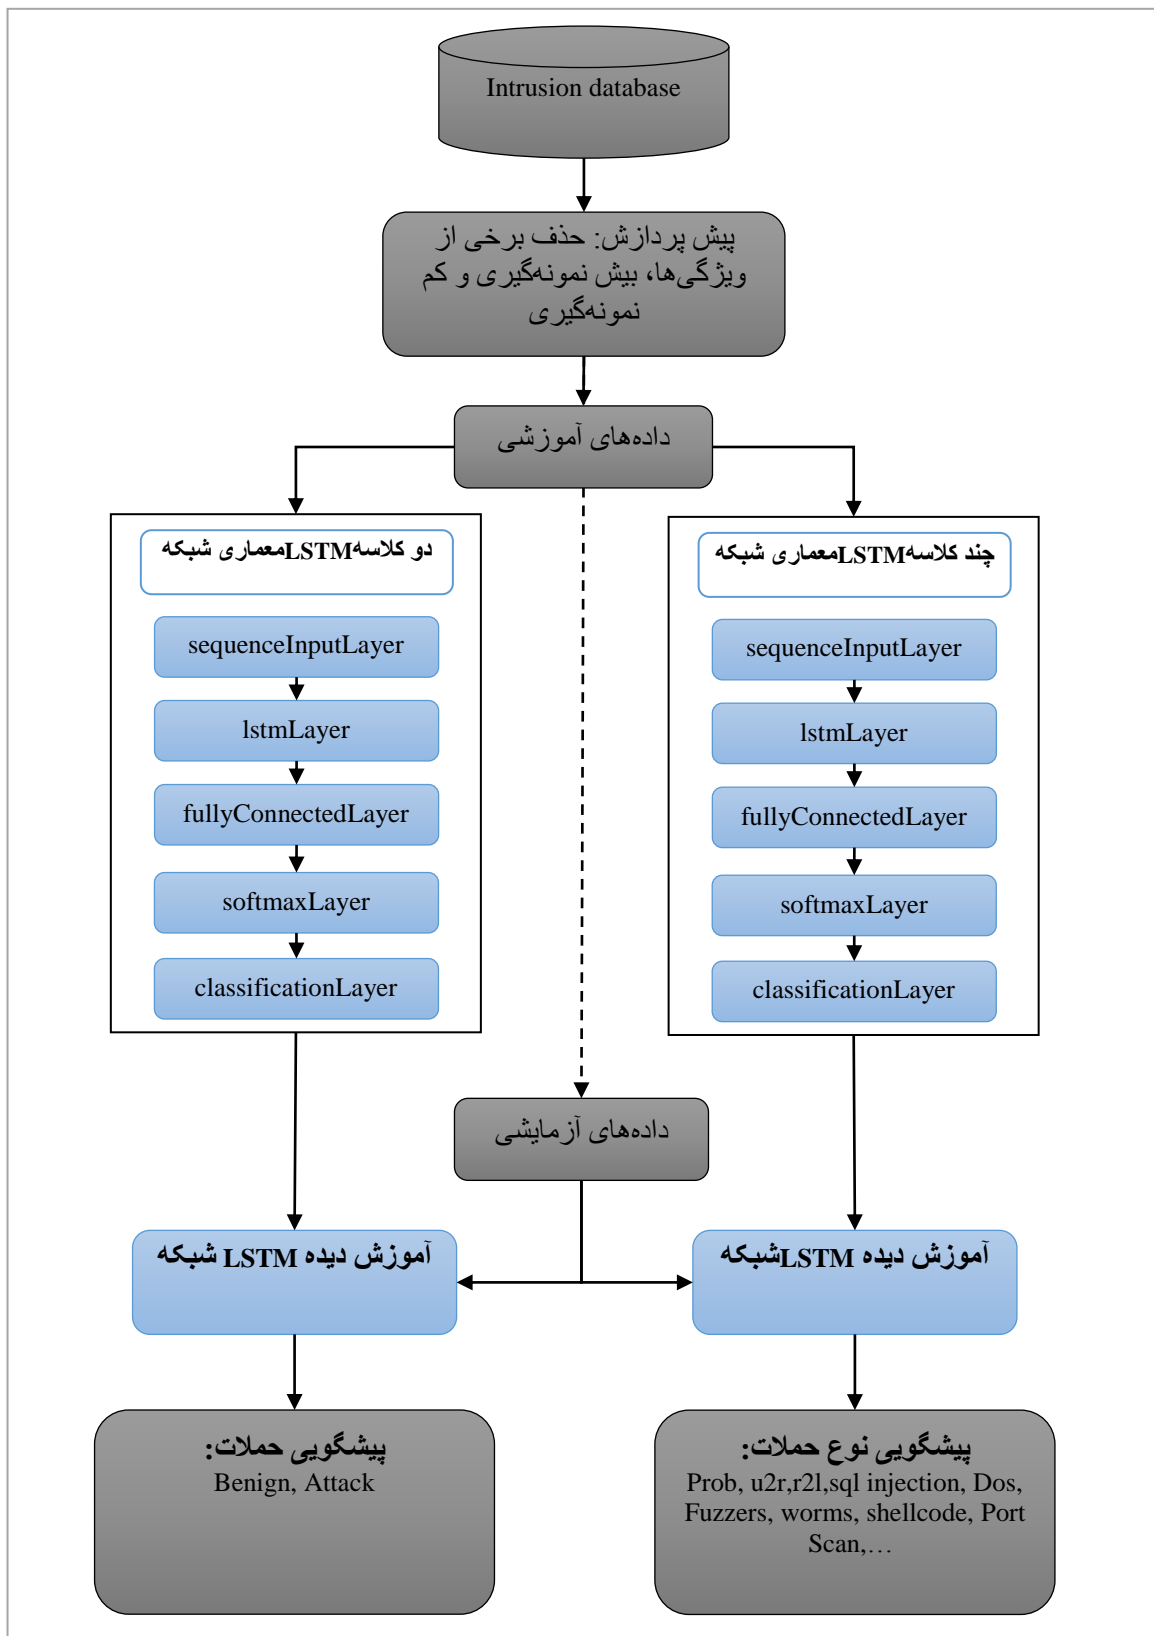 Intrusion database
پیش پردازش: حذف برخی از
ویژگی‌ها، بیش نمونه‌گیری و کم
نمونه‌گیری
داده‌های آموزشی
دو کلاسهLSTMمعماری شبکه
sequenceInputLayer
lstmLayer
fullyConnectedLayer
softmaxLayer
classificationLayer
چند کلاسهLSTMمعماری شبکه
sequenceInputLayer
lstmLayer
fullyConnectedLayer
softmaxLayer
classificationLayer
داده‌های آزمایشی
آموزش دیده LSTM شبکه
آموزش دیده LSTMشبکه
پیشگویی حملات:
Benign, Attack
پیشگویی نوع حملات:
Prob, u2r,r2l,sql injection, Dos,
Fuzzers, worms, shellcode, Port
Scan,…